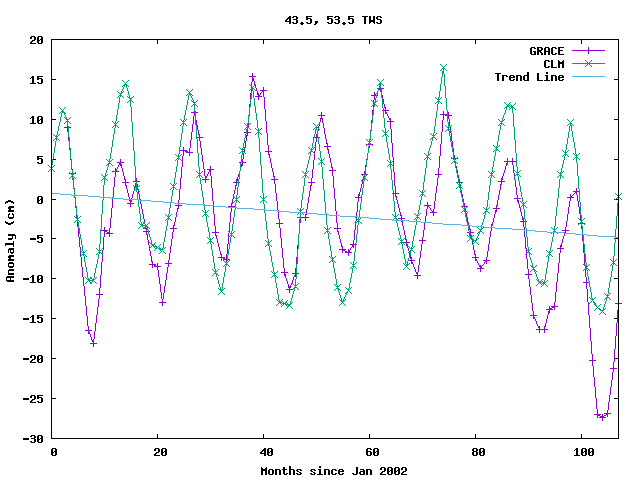 43.5, 53.5 TWS
GRACE
CLM
Trend Line
20
15
10
5
0
-5
-10
-15
-20
-25
-30
Anomaly (cm)
0 20 40 60 80 100
Months since Jan 2002